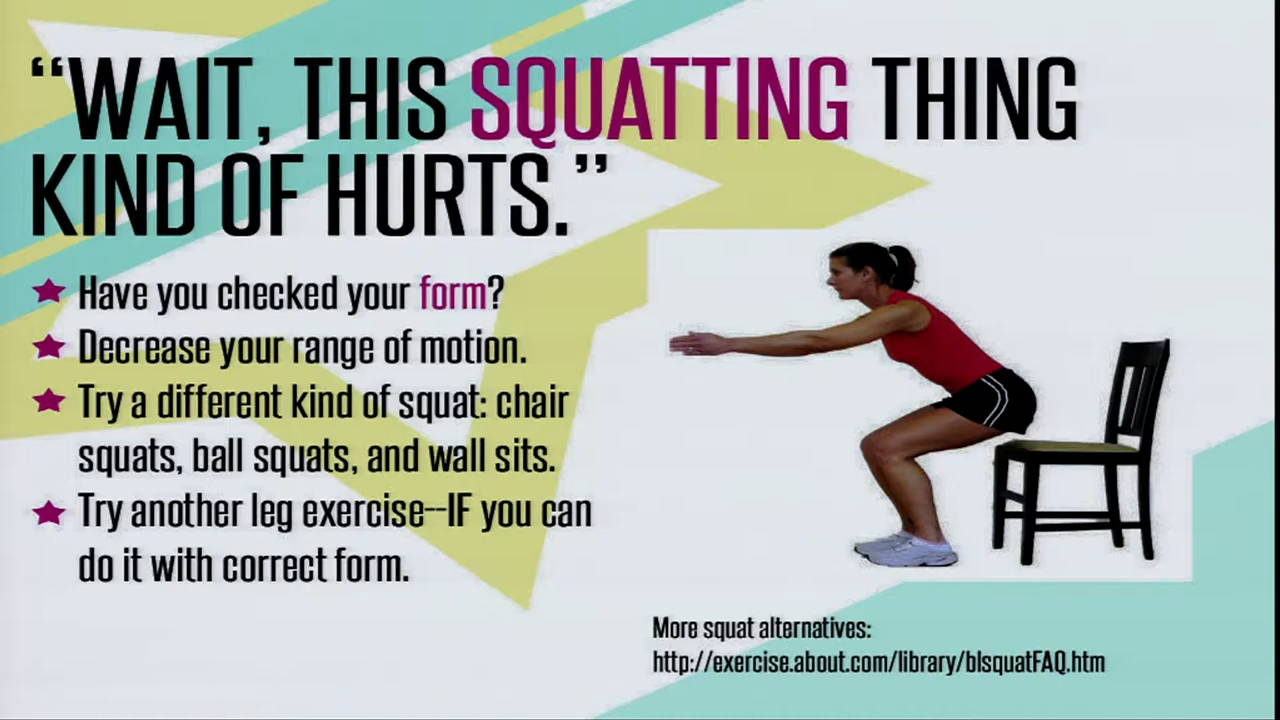 “WAIT, THIS SQUATTING THING
KIND OF HURTS.”
Have you checked your form?
Decrease your range of motion.
Try a different kind of squat: chair
squats, ball squats, and wall sits.
Try another leg exercise--IF you can
do it with correct form.
More squat alternatives:
http://exercise.about.com/library/blsquatFAQ.htm